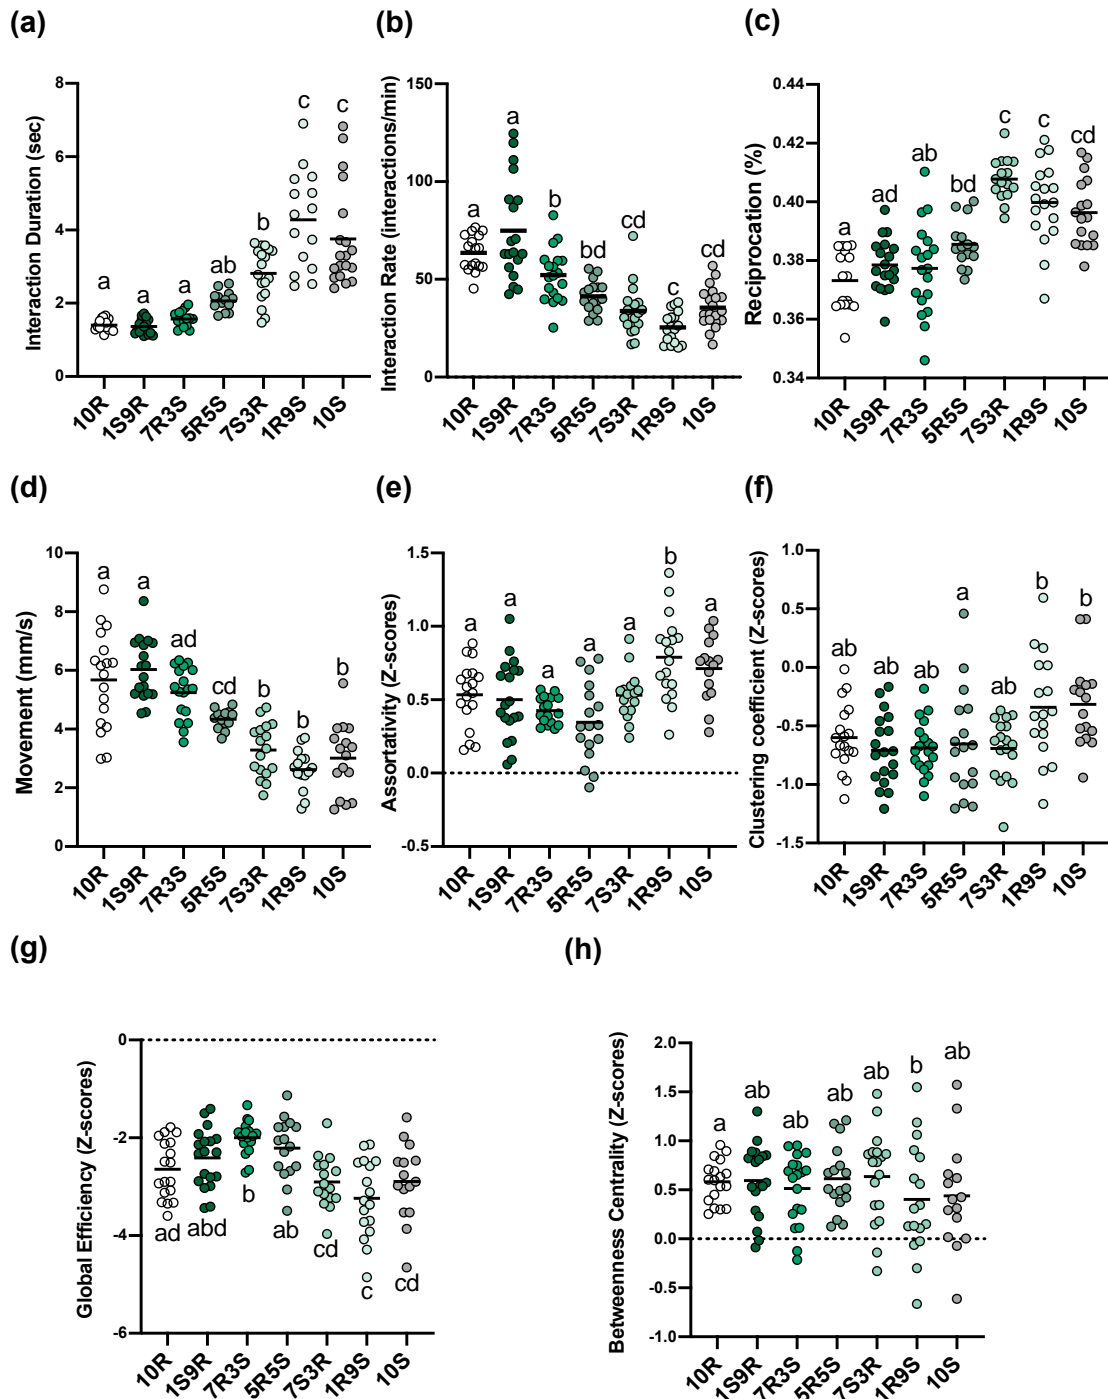 (a)
Interaction Duration (sec)
8
6
4
2
0
a
a
a
ab
b
c
c
10R
1S9R
7R3S
5R5S
7S3R
1R9S
10S
(b)
Interaction Rate (interactions/min)
150
100
50
0
a
a
b
bd
cd
c
cd
10R
1S9R
7R3S
5R5S
7S3R
1R9S
10S
(c)
Reciprocation (%)
0.44
0.42
0.40
0.38
0.36
0.34
a
ad
ab
bd
c
c
cd
10R
1S9R
7R3S
5R5S
7S3R
1R9S
10S
(d)
Movement (mm/s)
10
8
6
4
2
0
a
a
ad
cd
b
b
b
10R
1S9R
7R3S
5R5S
7S3R
1R9S
10S
(e)
Assortativity (Z-scores)
1.5
1.0
0.5
0.0
-0.5
a
a
a
a
a
b
a
10R
1S9R
7R3S
5R5S
7S3R
1R9S
10S
(f)
Clustering coefficient (Z-scores)
1.0
0.5
0.0
-0.5
-1.0
-1.5
ab
ab
ab
a
ab
b
b
10R
1S9R
7R3S
5R5S
7S3R
1R9S
10S
(g)
Global Efficiency (Z-scores)
0
-2
-4
-6
ad
abd
b
ab
cd
c
cd
10R
1S9R
7R3S
5R5S
7S3R
1R9S
10S
(h)
Betweenness Centrality (Z-scores)
2.0
1.5
1.0
0.5
0.0
-0.5
-1.0
a
ab
ab
ab
ab
b
ab
10R
1S9R
7R3S
5R5S
7S3R
1R9S
10S